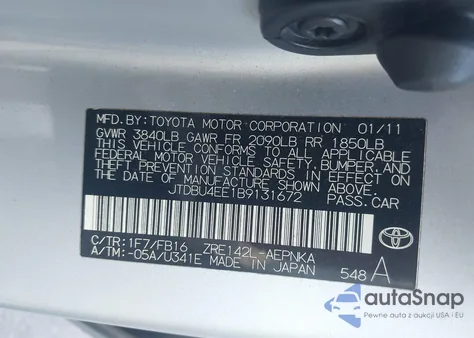 MFD. BY: TOYOTA MOTOR CORPORATION 01/11
GVWR 3840LB GAWR FR 2090LB RR 1850LB
THIS VEHICLE CONFORMS TO ALL APPLICABLE
FEDERAL MOTOR VEHICLE SAFETY, BUMPER, AND
THEFT PREVENTION STANDARDS IN EFFECT ON THE
DATE OF MANUFACTURE SHOWN ABOVE.
JTDBU4EE1B9131672 PASS.CAR
C/TR: 1F7/FB16 ZRE142L-AEPNKA
A/TM: -05A/U341E MADE IN JAPAN 548 A
TOYOTA
autoSnap
Pewne auta z aukcji USA i EU